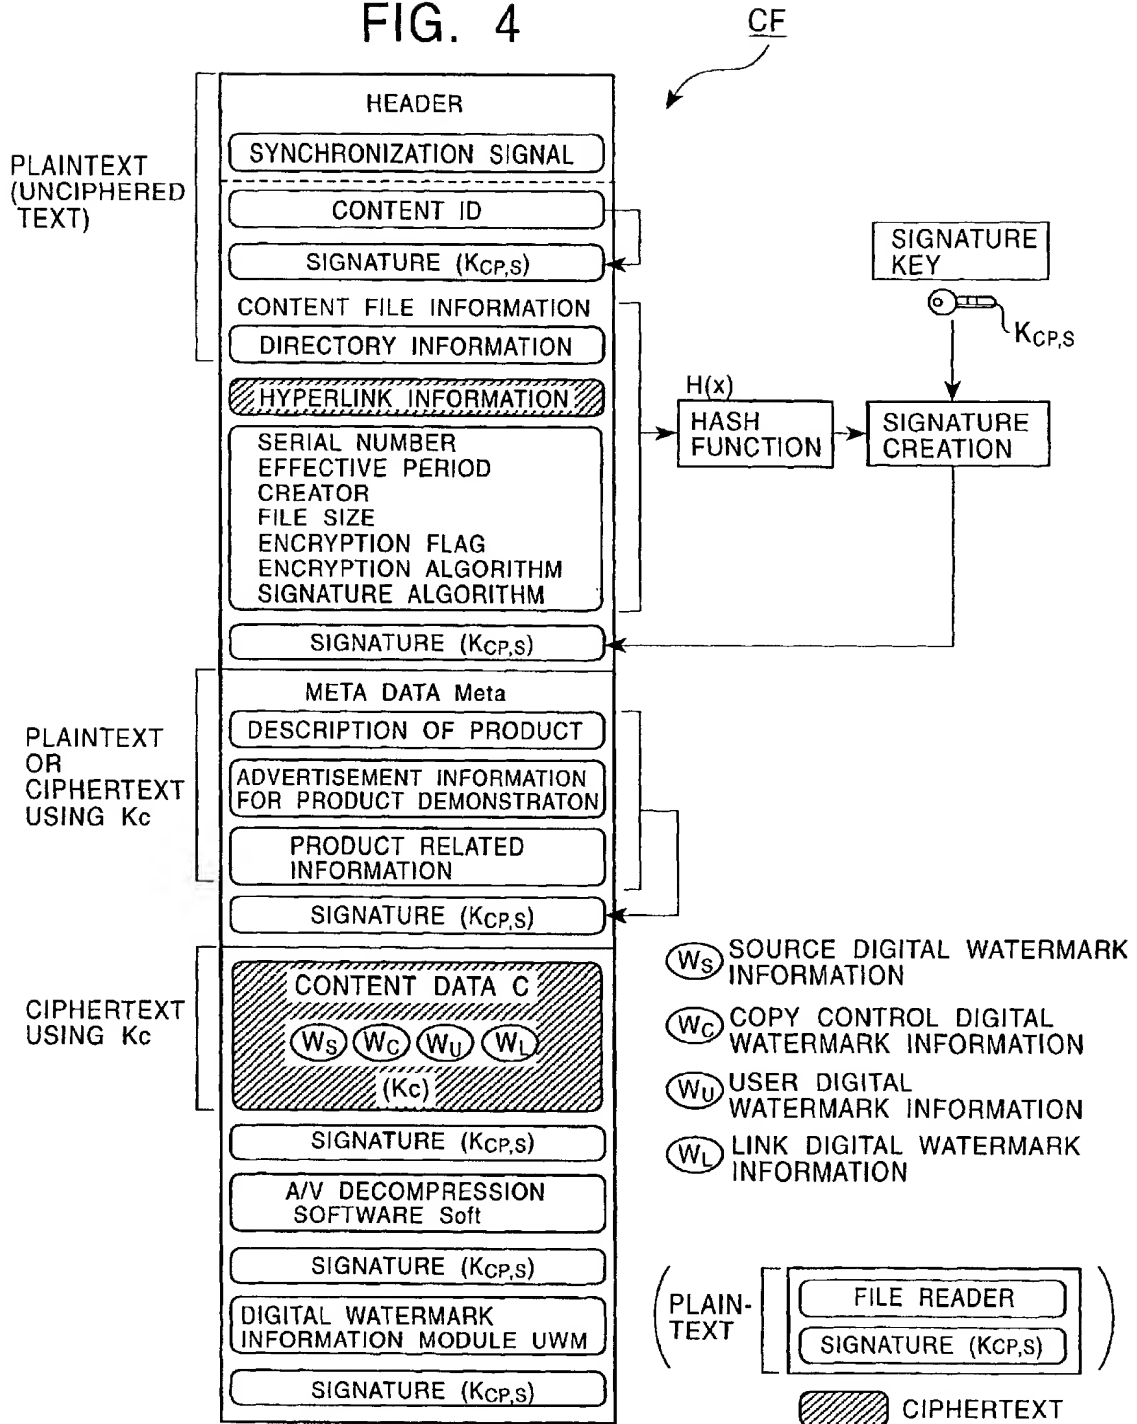 FIG. 4
CF
HEADER
SYNCHRONIZATION SIGNAL
PLAINTEXT
(UNCIPHERED
TEXT)
CONTENT ID
SIGNATURE (KCP,S)
CONTENT FILE INFORMATION
DIRECTORY INFORMATION
HYPERLINK INFORMATION
SERIAL NUMBER
EFFECTIVE PERIOD
CREATOR
FILE SIZE
ENCRYPTION FLAG
ENCRYPTION ALGORITHM
SIGNATURE ALGORITHM
SIGNATURE (KCP,S)
SIGNATURE
KEY
KCP,S
H(x)
HASH
FUNCTION
SIGNATURE
CREATION
PLAINTEXT
OR
CIPHERTEXT
USING Kc
META DATA Meta
DESCRIPTION OF PRODUCT
ADVERTISEMENT INFORMATION
FOR PRODUCT DEMONSTRATON
PRODUCT RELATED
INFORMATION
SIGNATURE (KCP,S)
CIPHERTEXT
USING Kc
CONTENT DATA C
WS WC WU WL
(Kc)
SIGNATURE (KCP,S)
A/V DECOMPRESSION
SOFTWARE Soft
SIGNATURE (KCP,S)
DIGITAL WATERMARK
INFORMATION MODULE UWM
SIGNATURE (KCP,S)
WS SOURCE DIGITAL WATERMARK
INFORMATION
WC COPY CONTROL DIGITAL
WATERMARK INFORMATION
WU USER DIGITAL
WATERMARK INFORMATION
WL LINK DIGITAL WATERMARK
INFORMATION
PLAIN-
TEXT
FILE READER
SIGNATURE (KCP,S)
CIPHERTEXT